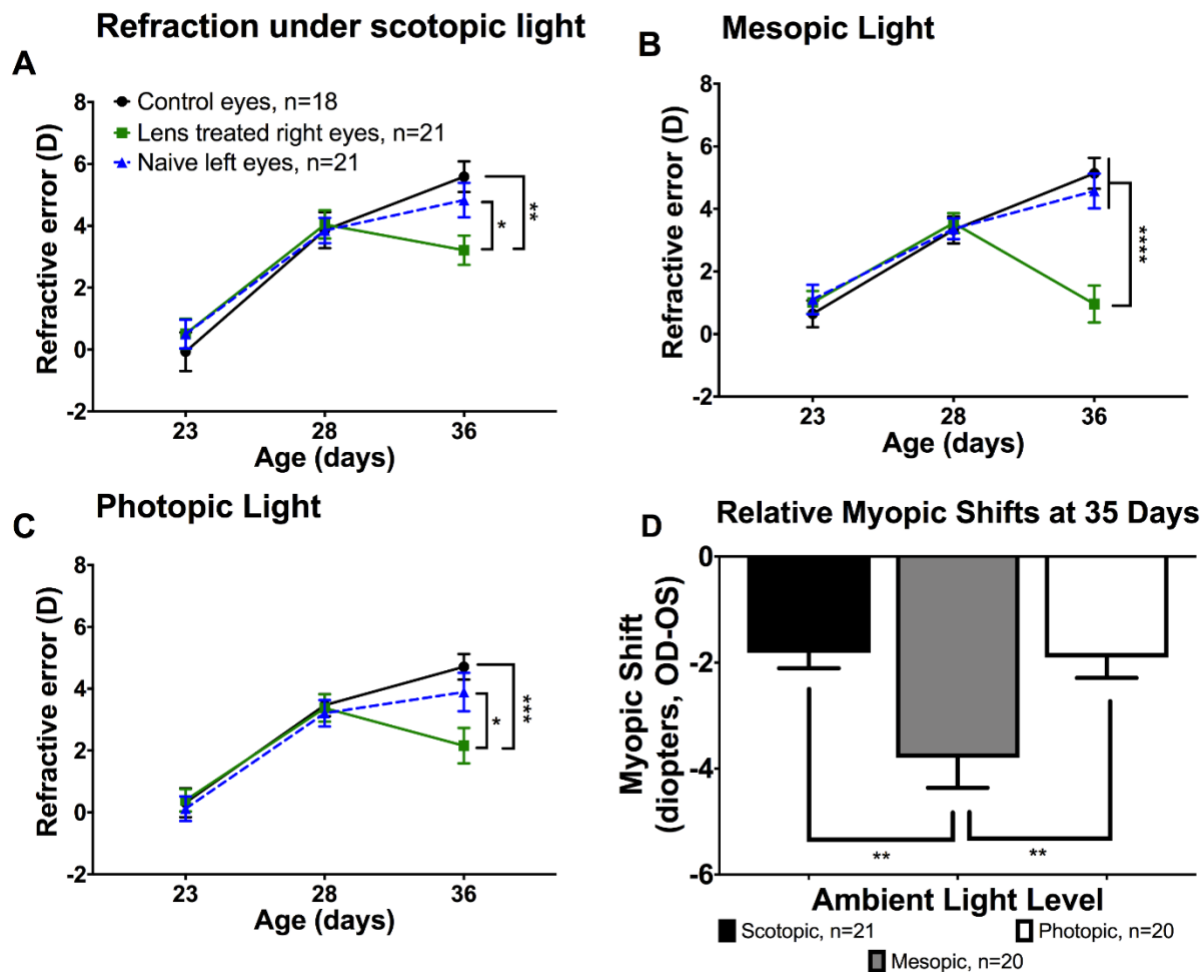 Refraction under scotopic light
A
Control eyes, n=18
Lens treated right eyes, n=21
Naive left eyes, n=21
8
6
4
2
0
-2
Refractive error (D)
*
**
23 28 36
Age (days)
Mesopic Light
B
8
6
4
2
0
-2
Refractive error (D)
****
23 28 36
Age (days)
Photopic Light
C
8
6
4
2
0
-2
Refractive error (D)
*
***
23 28 36
Age (days)
D
Relative Myopic Shifts at 35 Days
0
-2
-4
-6
Myopic Shift
(diopters, OD-OS)
** **
Ambient Light Level
Scotopic, n=21 Photopic, n=20
Mesopic, n=20